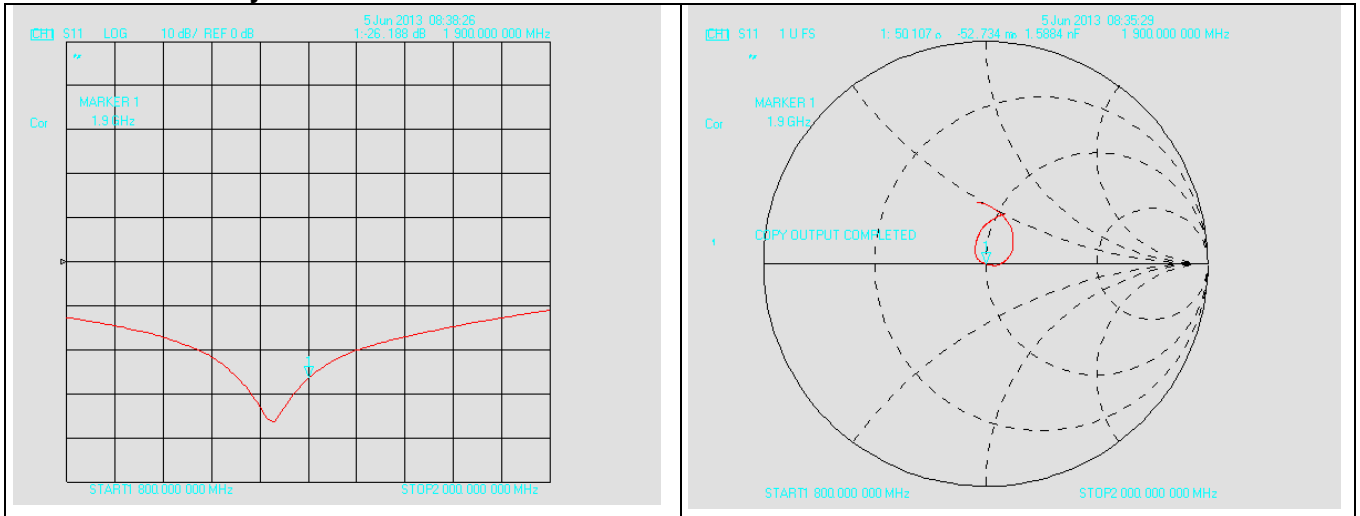 5 Jun 2013 08:38:26
CH1 S11 LOG 10 dB/ REF 0 dB 1:-26.188 dB 1 900.000 000 MHz
MARKER 1
Cor 1.9 GHz
1
START1 800.000 000 MHz STOP2 000.000 000 MHz
5 Jun 2013 08:35:29
CH1 S11 1 U FS 1: 50.107 Ω -52.734 mΩ 1.5884 nF 1 900.000 000 MHz
MARKER 1
Cor 1.9 GHz
1 COPY OUTPUT COMPLETED
1
START1 800.000 000 MHz STOP2 000.000 000 MHz